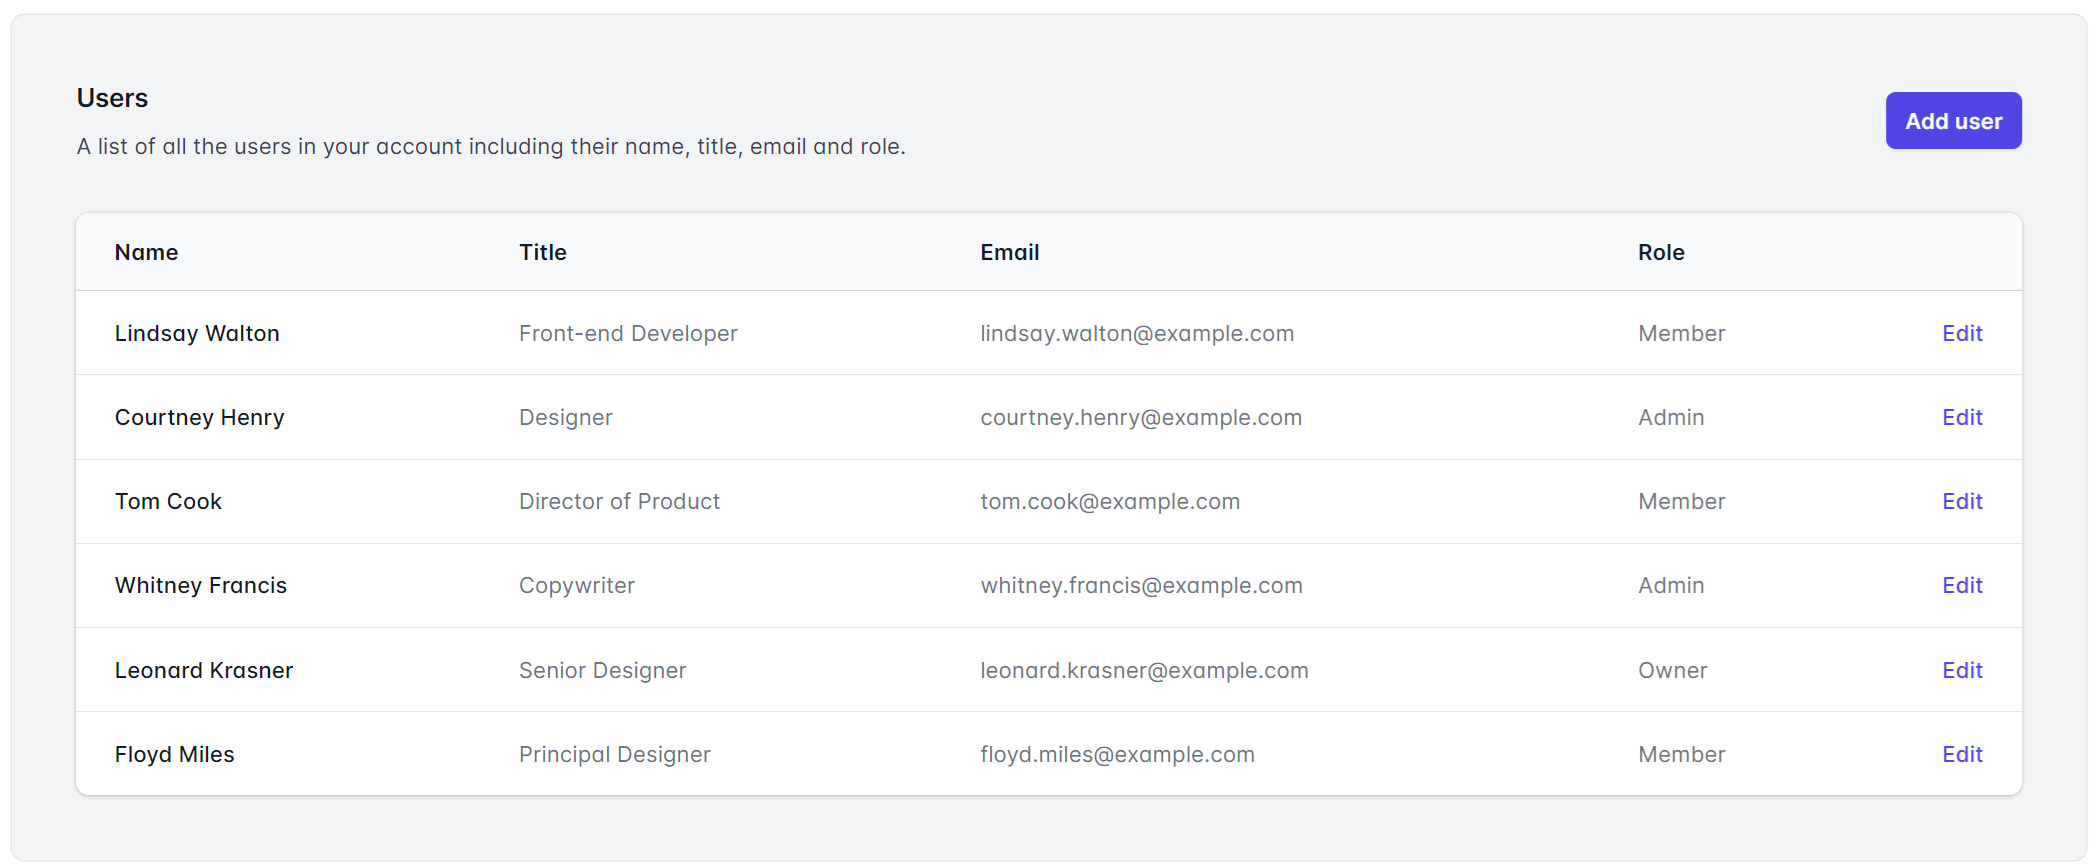 Users
A list of all the users in your account including their name, title, email and role.
Add user
Name Title Email Role
Lindsay Walton Front-end Developer lindsay.walton@example.com Member Edit
Courtney Henry Designer courtney.henry@example.com Admin Edit
Tom Cook Director of Product tom.cook@example.com Member Edit
Whitney Francis Copywriter whitney.francis@example.com Admin Edit
Leonard Krasner Senior Designer leonard.krasner@example.com Owner Edit
Floyd Miles Principal Designer floyd.miles@example.com Member Edit